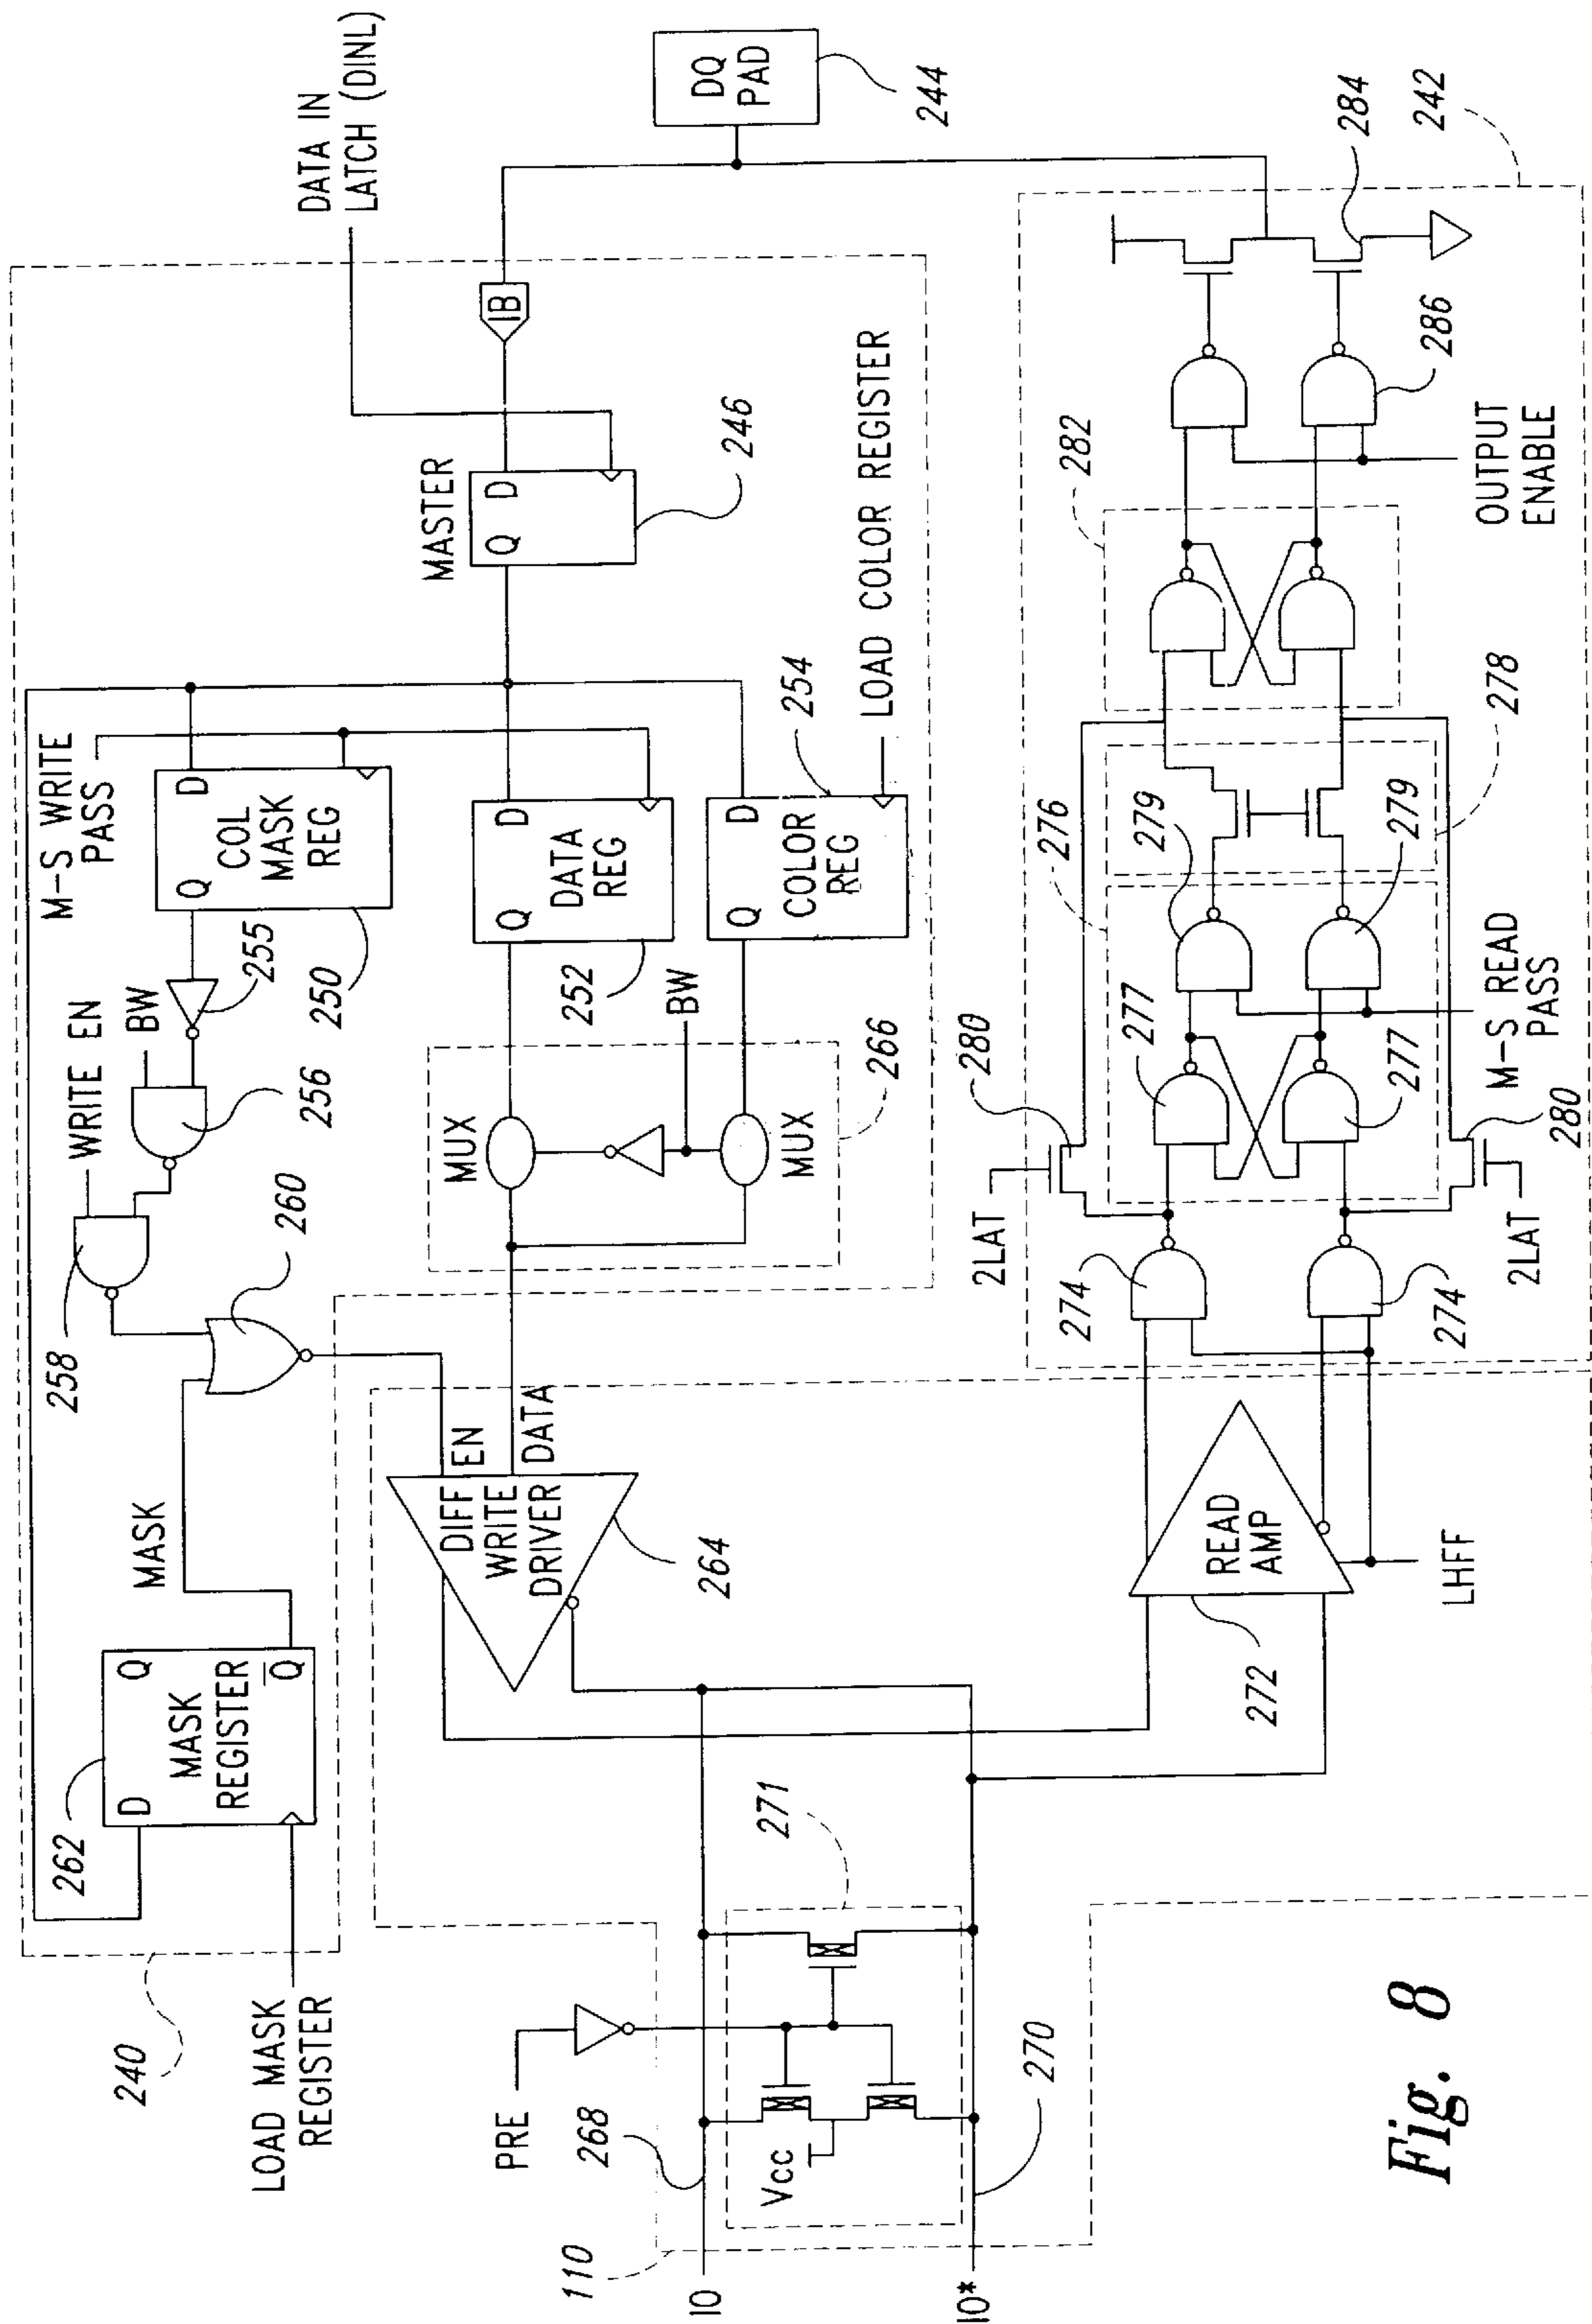 DATA IN
LATCH (DINL)
DQ
PAD
244
IB
MASTER
D
Q
246
M-S WRITE
PASS
D
COL
MASK
REG
Q
250
255
WRITE EN
BW
256
258
260
D
DATA
REG
Q
252
254
D
COLOR
REG
Q
LOAD COLOR REGISTER
BW
266
MUX
MUX
MASK
262
D
Q
MASK
REGISTER
Q
240
LOAD MASK
REGISTER
EN
DATA
DIFF
WRITE
DRIVER
264
271
PRE
268
Vcc
110
IO
IO*
270
READ
AMP
272
LHFF
274
274
2LAT
2LAT
280
280
277
277
276
279
279
278
M-S READ
PASS
282
OUTPUT
ENABLE
286
284
242
Fig. 8